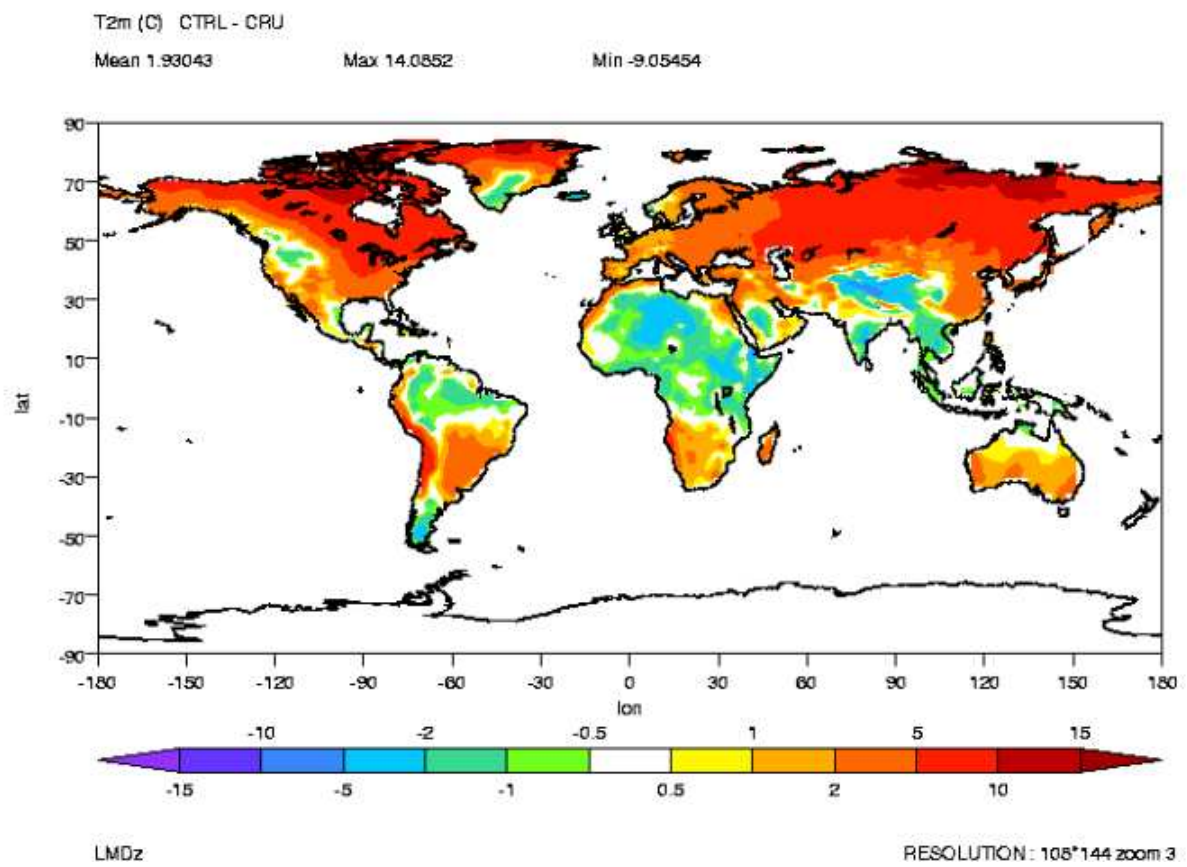 T2m (C) CTRL - CRU
Mean 1.93043 Max 14.0852 Min -9.05454
90
70
50
30
10
-10
-30
-50
-70
-90
lat
-180 -150 -120 -90 -60 -30 0 30 60 90 120 150 180
lon
-10 -2 -0.5 1 5 15
-15 -5 -1 0.5 2 10
LMDz RESOLUTION : 108*144 zoom 3